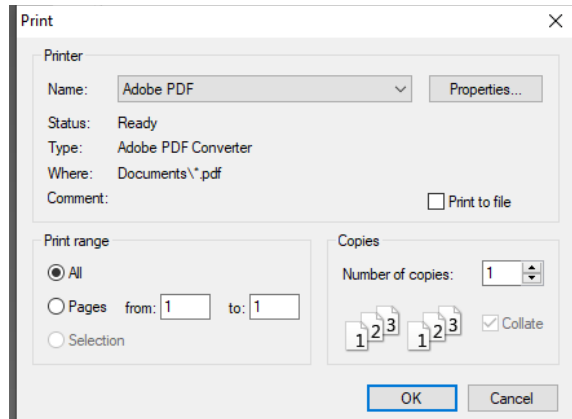 Print
Printer
Name: Adobe PDF Properties...
Status: Ready
Type: Adobe PDF Converter
Where: Documents\*.pdf
Comment: Print to file
Print range
All
Pages from: 1 to: 1
Selection
Copies
Number of copies: 1
1 2 3 1 2 3 Collate
OK Cancel